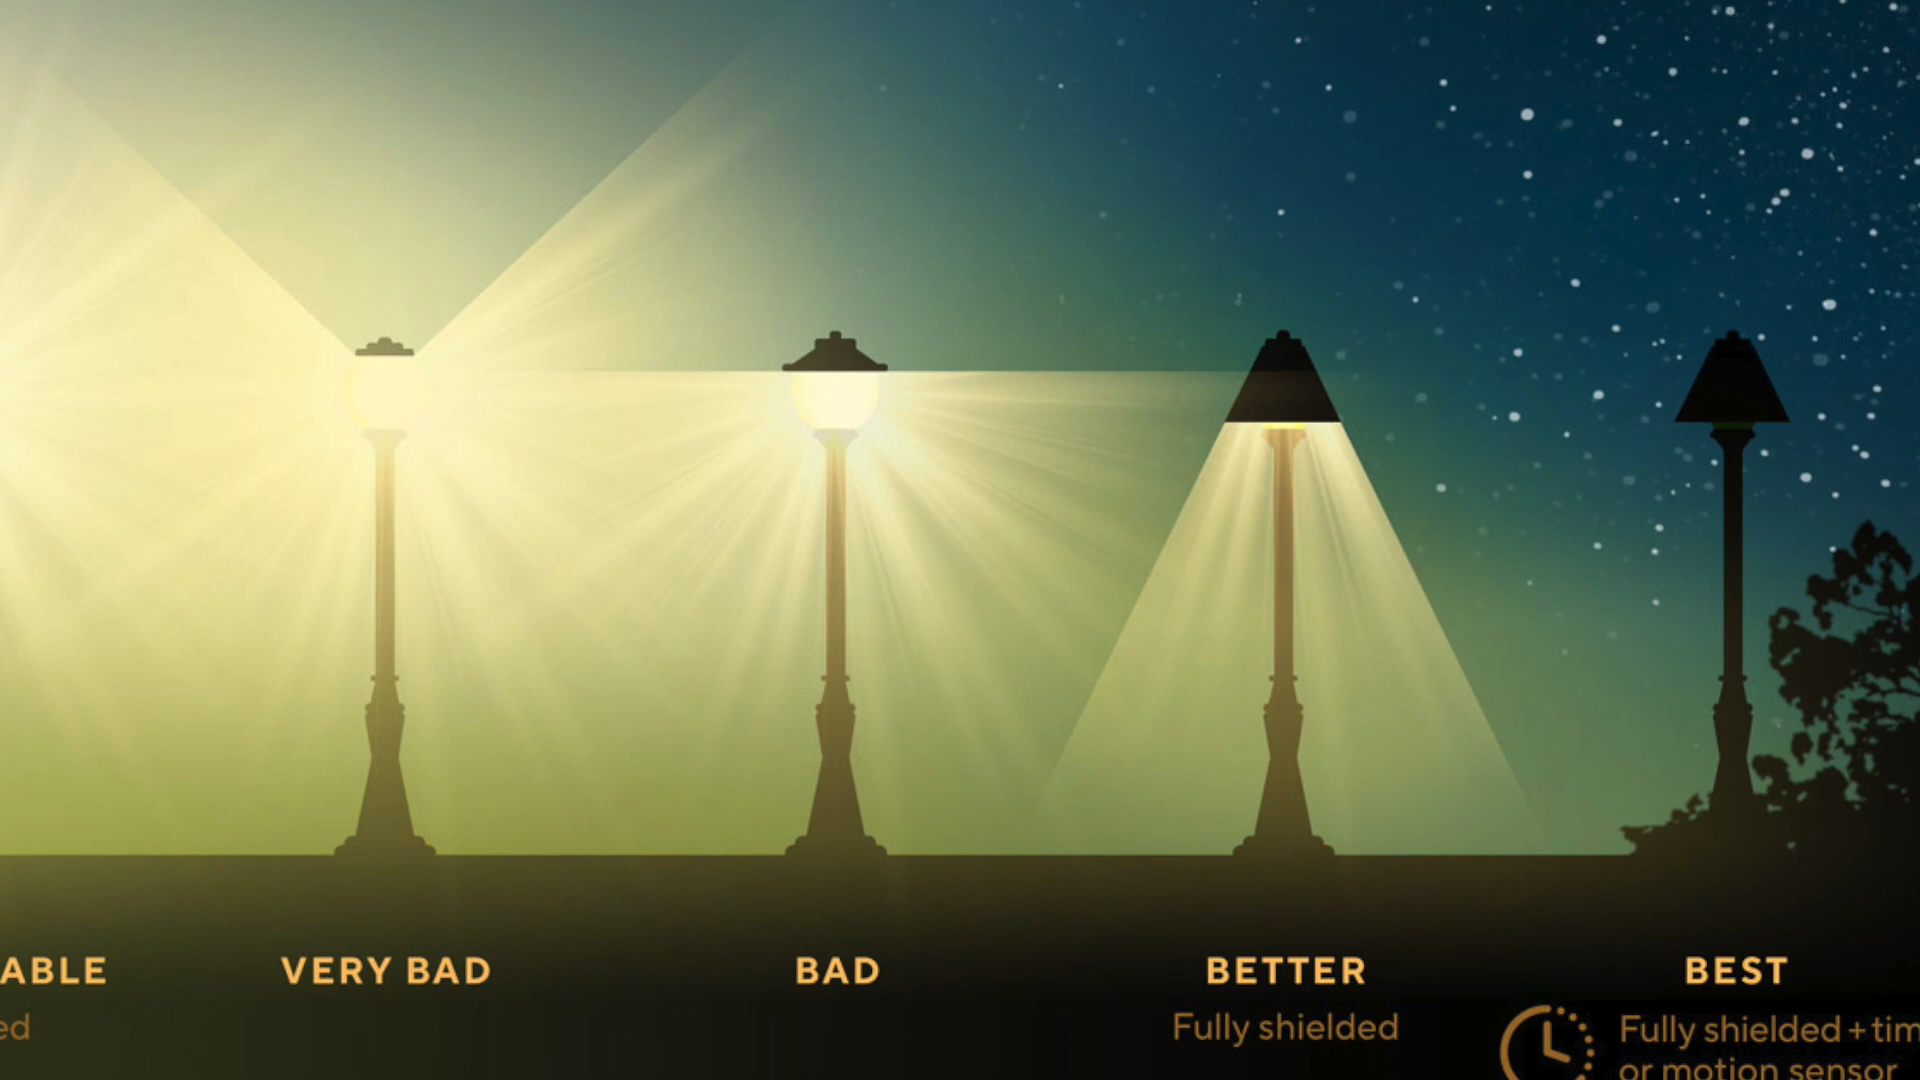 ABLE
VERY BAD
BAD
BETTER
BEST
ed
Fully shielded
Fully shielded + tim
or motion sensor